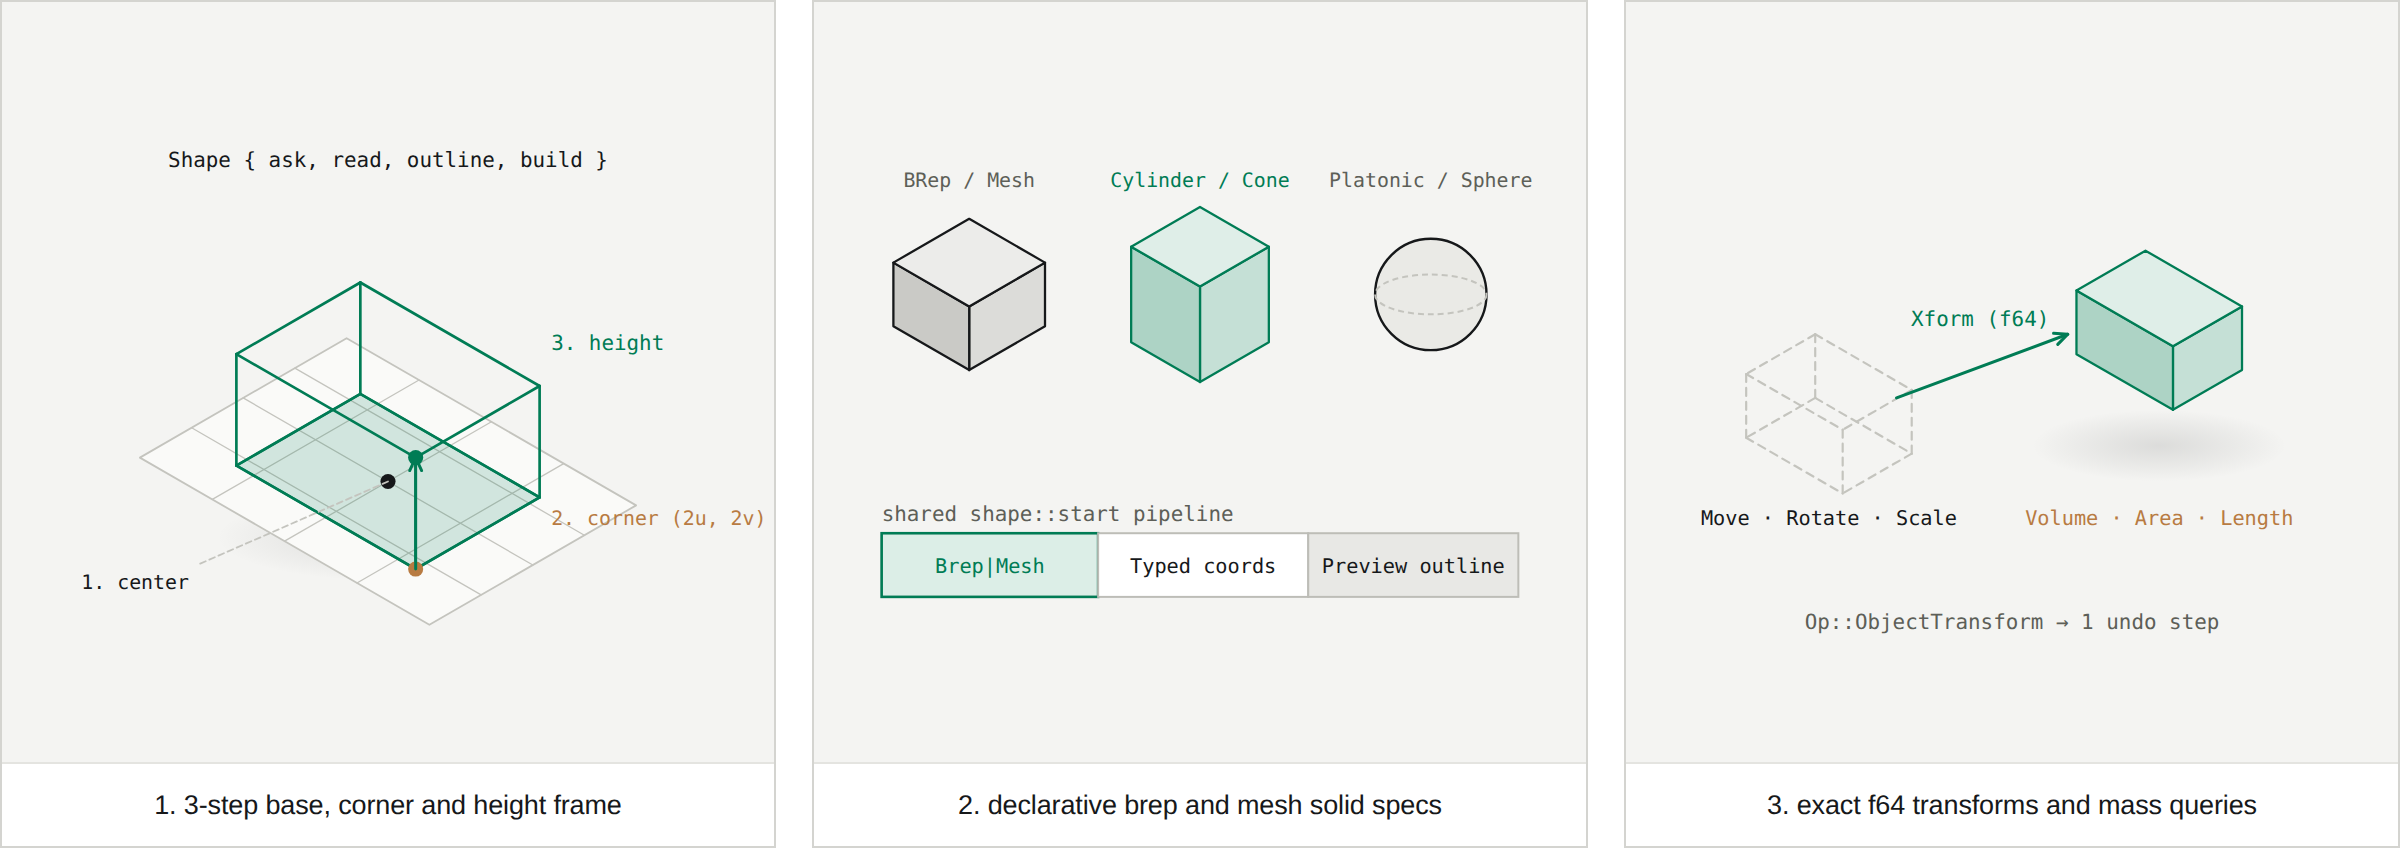 Shape { ask, read, outline, build }
3. height
2. corner (2u, 2v)
1. center
1. 3-step base, corner and height frame
BRep / Mesh
Cylinder / Cone
Platonic / Sphere
shared shape::start pipeline
Brep|Mesh
Typed coords
Preview outline
2. declarative brep and mesh solid specs
Xform (f64)
Move · Rotate · Scale
Volume · Area · Length
Op::ObjectTransform → 1 undo step
3. exact f64 transforms and mass queries